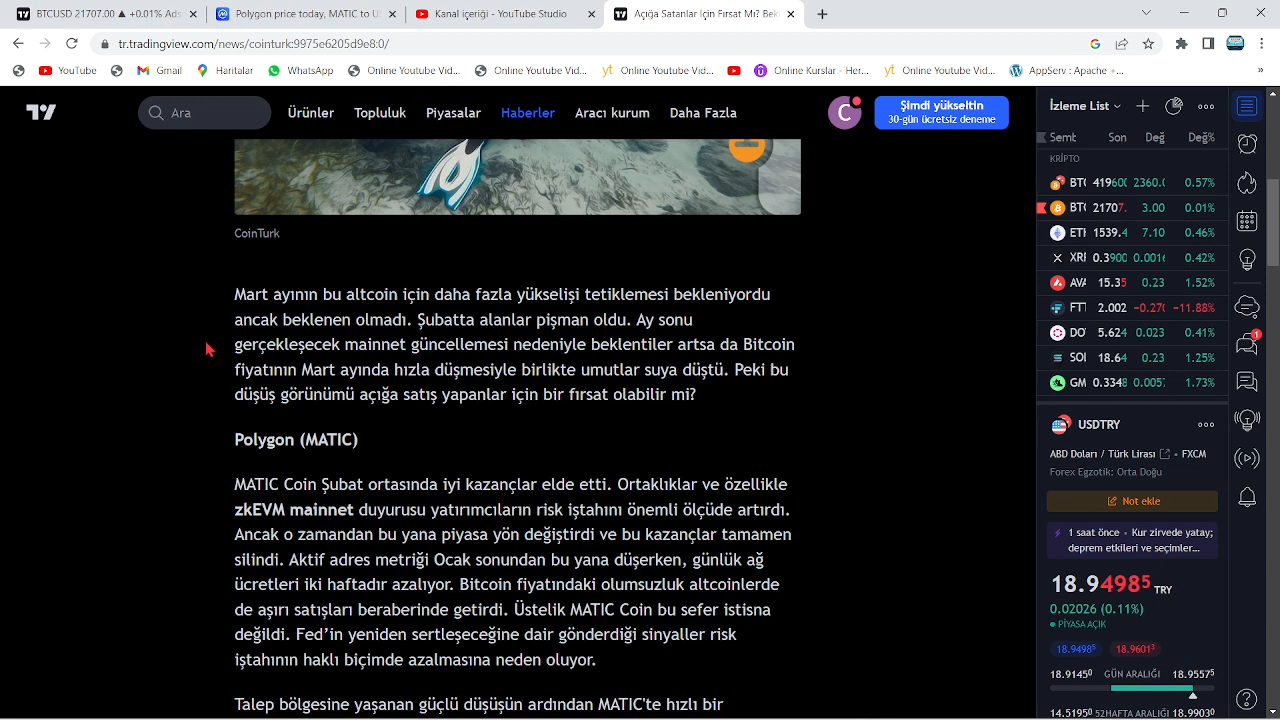 BTCUSD 21707.00 ▲ +0.01% Ads
Polygon price today, MATIC to U
Kanal içeriği - YouTube Studio
Açığa Satanlar İçin Fırsat Mı? Bek
tr.tradingview.com/news/cointurk:9975e6205d9e8:0/
YouTube
Gmail
Haritalar
WhatsApp
Online Youtube Vid...
Online Youtube Vid...
yt Online Youtube Vid...
Online Kurslar - Her...
yt Online Youtube Vid...
AppServ : Apache +...
»
Ara
Ürünler
Topluluk
Piyasalar
Haberler
Aracı kurum
Daha Fazla
C
Şimdi yükseltin
30-gün ücretsiz deneme
CoinTurk
Mart ayının bu altcoin için daha fazla yükselişi tetiklemesi bekleniyordu
ancak beklenen olmadı. Şubatta alanlar pişman oldu. Ay sonu
gerçekleşecek mainnet güncellemesi nedeniyle beklentiler artsa da Bitcoin
fiyatının Mart ayında hızla düşmesiyle birlikte umutlar suya düştü. Peki bu
düşüş görünümü açığa satış yapanlar için bir fırsat olabilir mi?
Polygon (MATIC)
MATIC Coin Şubat ortasında iyi kazançlar elde etti. Ortaklıklar ve özellikle
zkEVM mainnet duyurusu yatırımcıların risk iştahını önemli ölçüde artırdı.
Ancak o zamandan bu yana piyasa yön değiştirdi ve bu kazançlar tamamen
silindi. Aktif adres metriği Ocak sonundan bu yana düşerken, günlük ağ
ücretleri iki haftadır azalıyor. Bitcoin fiyatındaki olumsuzluk altcoinlerde
de aşırı satışları beraberinde getirdi. Üstelik MATIC Coin bu sefer istisna
değildi. Fed'in yeniden sertleşeceğine dair gönderdiği sinyaller risk
iştahının haklı biçimde azalmasına neden oluyor.
Talep bölgesine yaşanan güçlü düşüşün ardından MATIC'te hızlı bir
İzleme List
Semb Son Değ Değ%
KRİPTO
BTC 41960 2360.0 0.57%
BTC 21707. 3.00 0.01%
ETH 1539.4 7.10 0.46%
XRI 0.3900 0.0016 0.42%
AVA 15.35 0.23 1.52%
FTT 2.002 −0.270 −11.88%
DO 5.624 0.023 0.41%
SOI 18.64 0.23 1.25%
GM 0.3348 0.0057 1.73%
1
USDTRY
ABD Doları / Türk Lirası • FXCM
Forex Egzotik: Orta Doğu
Not ekle
1 saat önce • Kur zirvede yatay;
deprem etkileri ve seçimler...
18.94985 TRY
0.02026 (0.11%)
PİYASA AÇIK
18.94985 18.96013
18.91450 GÜN ARALIĞI 18.95575
14.5195 52HAFTA ARALIĞI 18.9903